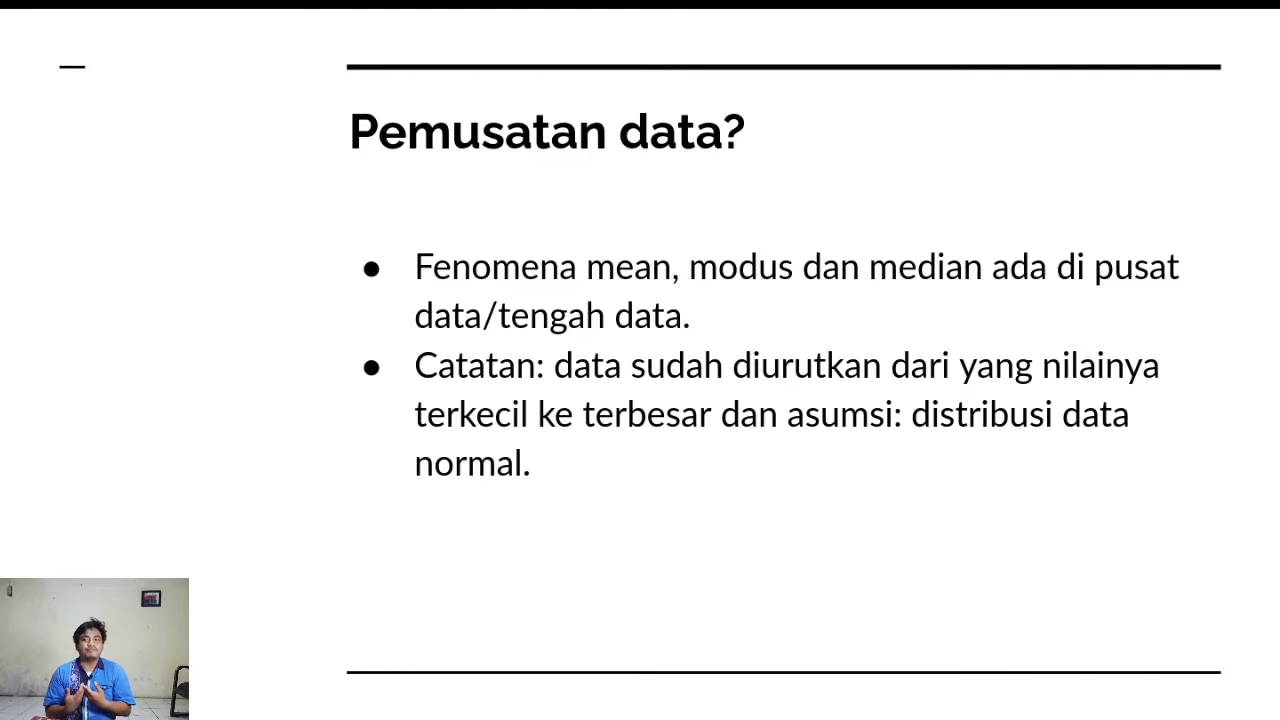 Pemusatan data?
● Fenomena mean, modus dan median ada di pusat
data/tengah data.
● Catatan: data sudah diurutkan dari yang nilainya
terkecil ke terbesar dan asumsi: distribusi data
normal.